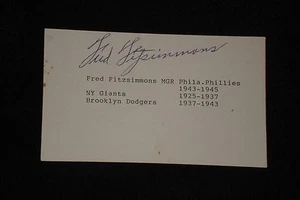 Fred Fitzsimmons
Fred Fitzsimmons MGR Phila.Phillies
1943-1945
NY Giants 1925-1937
Brooklyn Dodgers 1937-1943